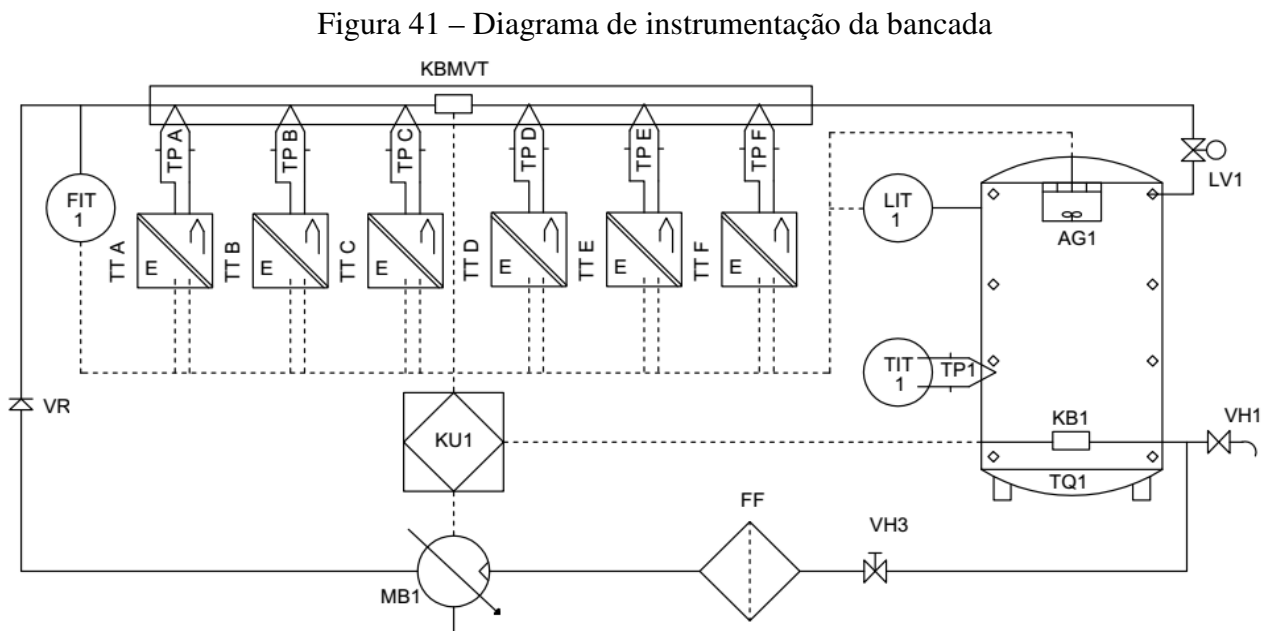 Figura 41 – Diagrama de instrumentação da bancada
KBMVT
TP A
TP B
TP C
TP D
TP E
TP F
LV1
FIT
1
LIT
1
AG1
TT A
TT B
TT C
TT D
TT E
TT F
E
E
E
E
E
E
TIT
1
TP1
VR
KU1
KB1
VH1
TQ1
FF
VH3
MB1